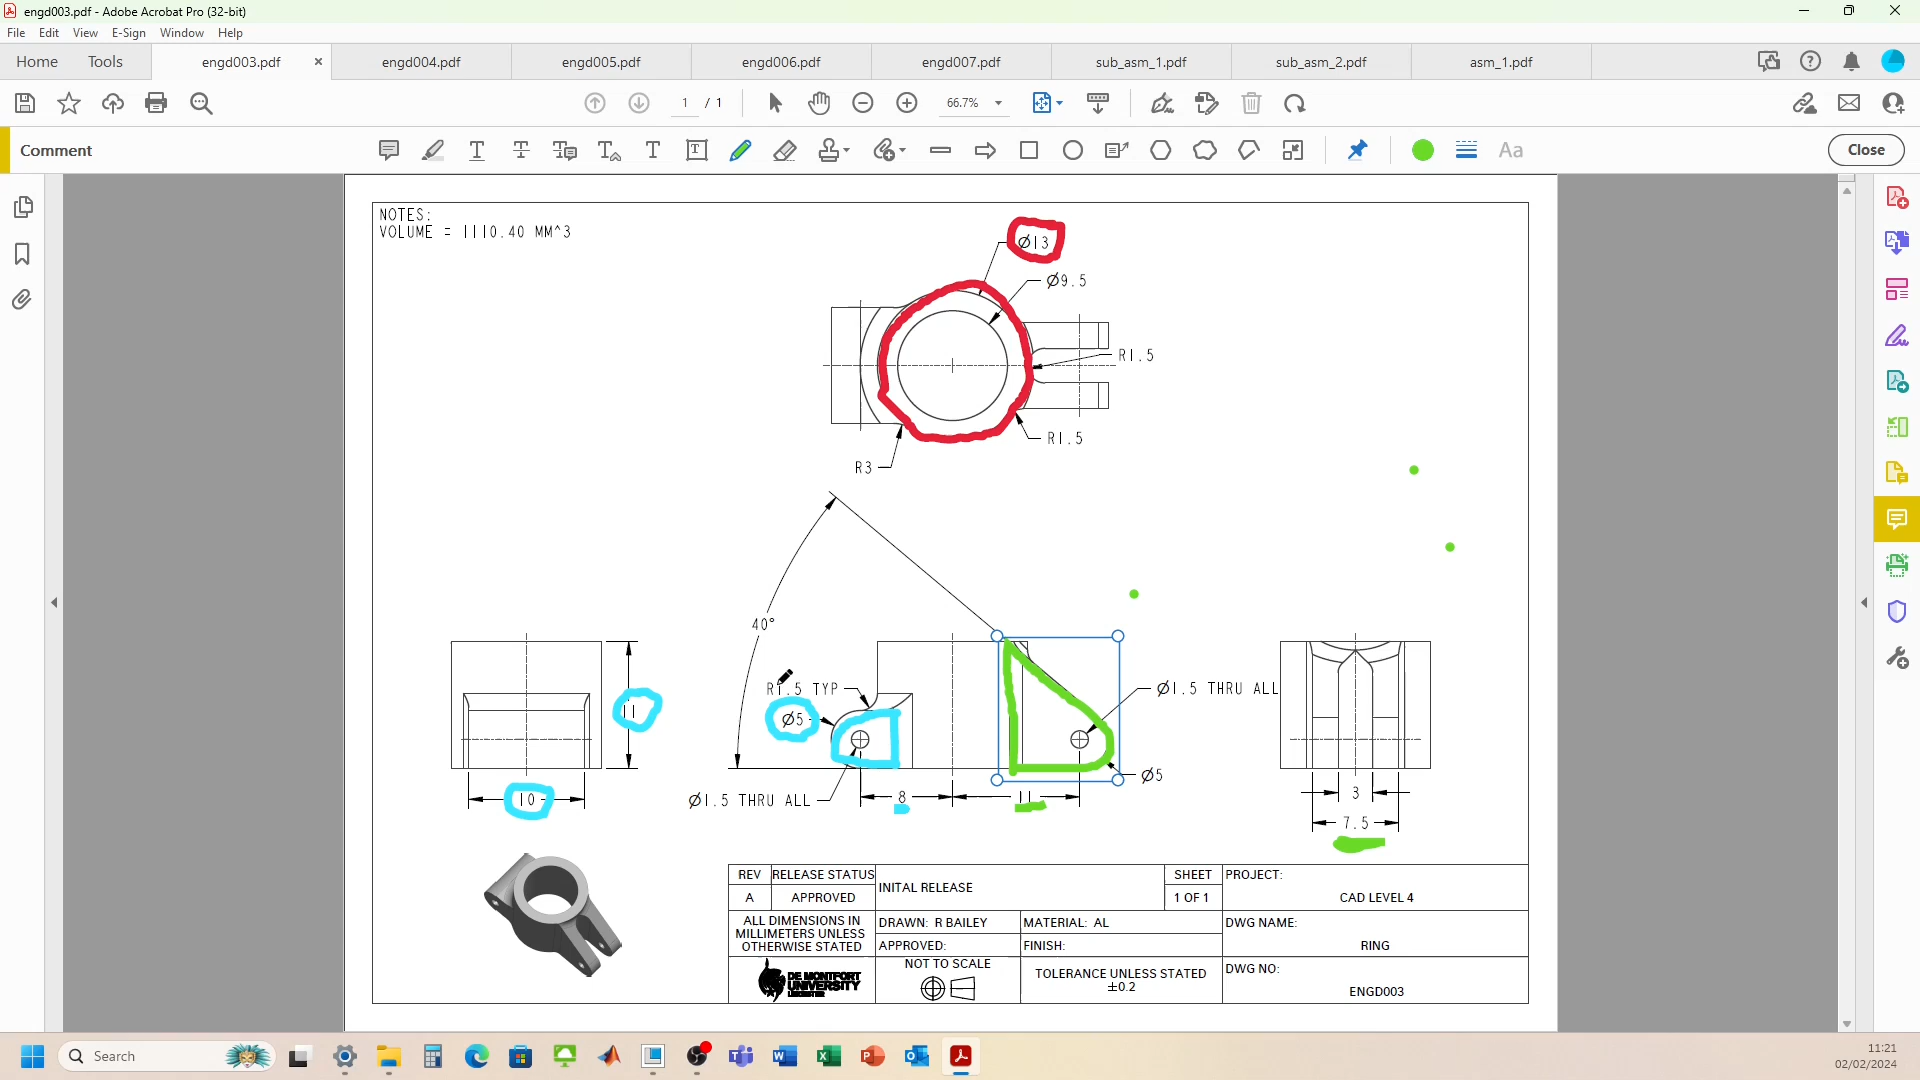 engd003.pdf - Adobe Acrobat Pro (32-bit)
File Edit View E-Sign Window Help
Home Tools engd003.pdf × engd004.pdf engd005.pdf engd006.pdf engd007.pdf sub_asm_1.pdf sub_asm_2.pdf asm_1.pdf
1 / 1 66.7%
Comment Aa Close
NOTES:
VOLUME = 1110.40 MM^3
Ø13
Ø9.5
R1.5
R1.5
R3
40°
R1.5 TYP
Ø1.5 THRU ALL
11
Ø5
Ø5
10
Ø1.5 THRU ALL
8
11
3
7.5
REV RELEASE STATUS INITAL RELEASE SHEET PROJECT:
A APPROVED 1 OF 1 CAD LEVEL 4
ALL DIMENSIONS IN
MILLIMETERS UNLESS
OTHERWISE STATED
DRAWN: R BAILEY MATERIAL: AL DWG NAME:
APPROVED: FINISH: RING
DE MONTFORT
UNIVERSITY
LEICESTER
NOT TO SCALE
TOLERANCE UNLESS STATED
±0.2
DWG NO:
ENGD003
Search
11:21
02/02/2024